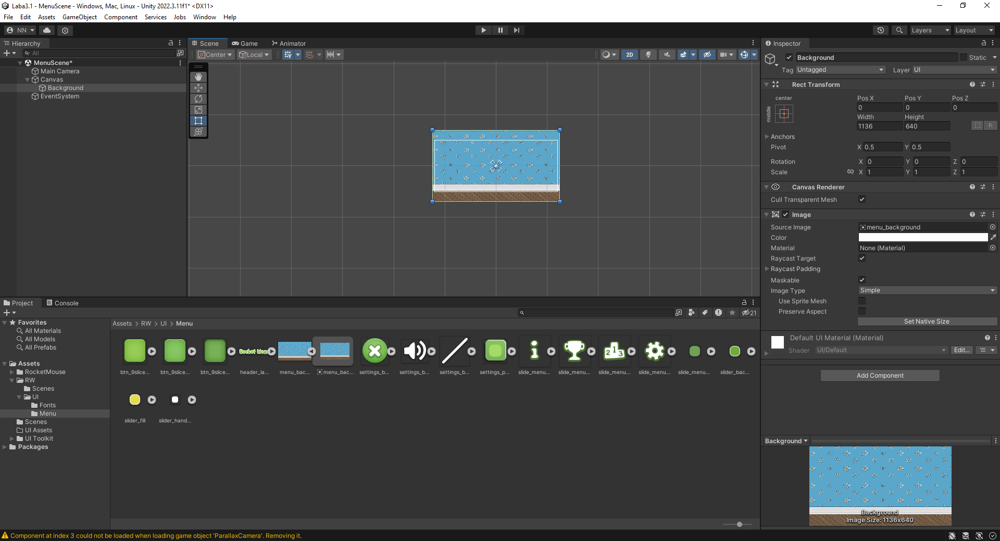 Laba3.1 - MenuScene - Windows, Mac, Linux - Unity 2022.3.11f1* <DX11>
File Edit Assets GameObject Component Services Jobs Window Help
NN Layers Layout
Hierarchy
All
MenuScene*
Main Camera
Canvas
Background
EventSystem
Scene Game Animator
Center Local 2D
Inspector
Background Static
Tag Untagged Layer UI
Rect Transform
center
middle
Pos X Pos Y Pos Z
0 0 0
Width Height
1136 640 R
Anchors
Pivot X 0.5 Y 0.5
Rotation X 0 Y 0 Z 0
Scale X 1 Y 1 Z 1
Canvas Renderer
Cull Transparent Mesh
Image
Source Image menu_background
Color
Material None (Material)
Raycast Target
Raycast Padding
Maskable
Image Type Simple
Use Sprite Mesh
Preserve Aspect
Set Native Size
Default UI Material (Material)
Shader UI/Default Edit...
Add Component
Background
Background
Image Size: 1136x640
Project Console
21
Favorites
All Materials
All Models
All Prefabs
Assets
RocketMouse
RW
Scenes
UI
Fonts
Menu
Scenes
UI Assets
UI Toolkit
Packages
Assets > RW > UI > Menu
btn_9slice... btn_9slice... btn_9slice... header_la... menu_bac... menu_bac... settings_b... settings_b... settings_b... settings_p... slide_menu... slide_menu... slide_menu... slide_menu... slide_menu... slider_bac...
slider_fill slider_hand...
Component at index 3 could not be loaded when loading game object 'ParallaxCamera'. Removing it.